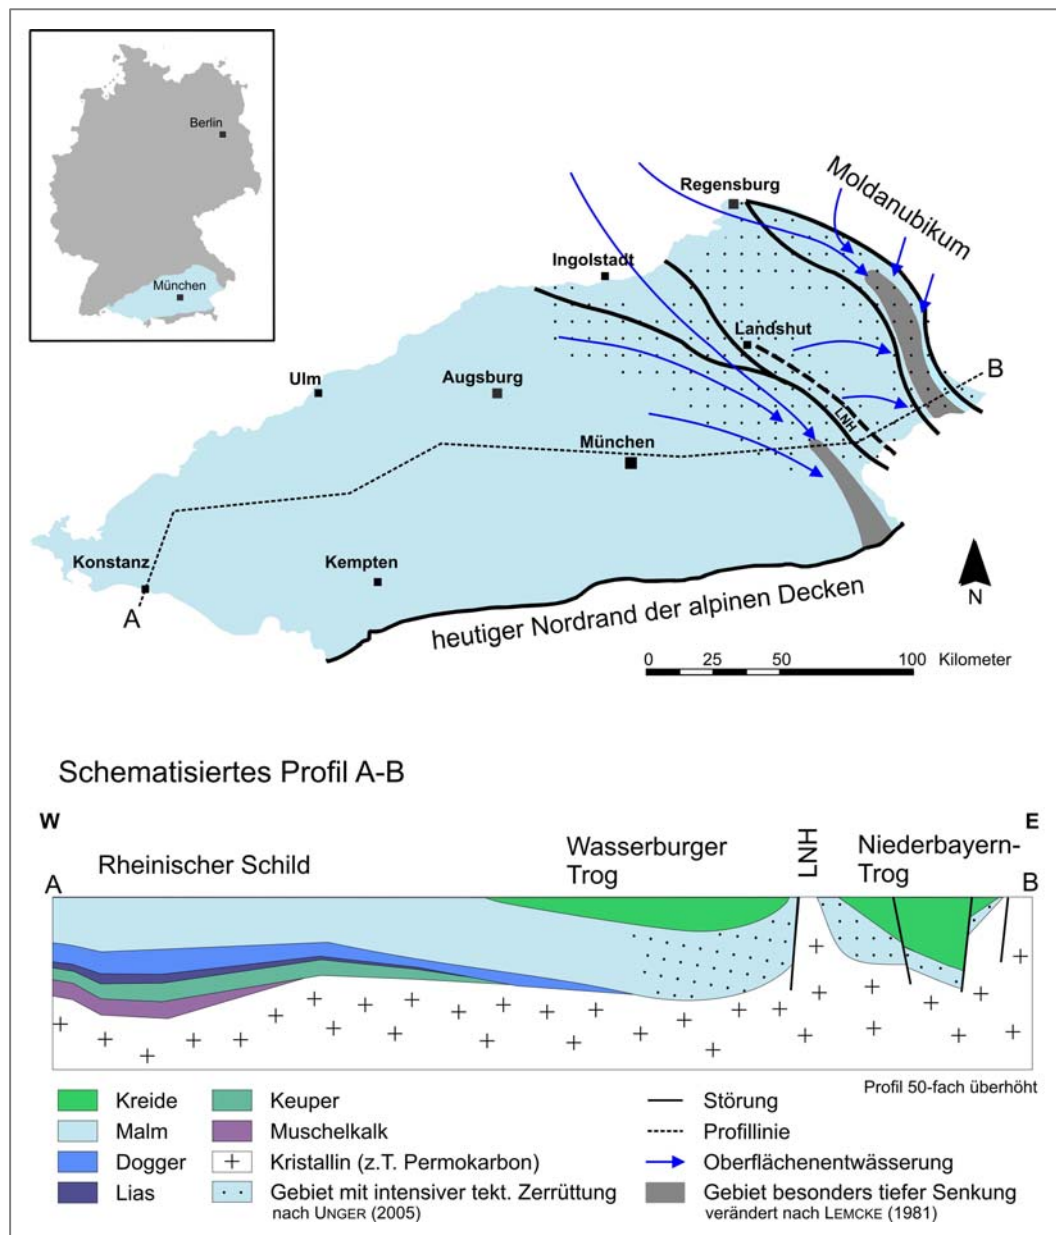 Berlin
München
Regensburg
Moldanubikum
Ingolstadt
Landshut
B
Ulm
Augsburg
LNH
München
Konstanz
Kempten
A
heutiger Nordrand der alpinen Decken
N
0 25 50 100 Kilometer
Schematisiertes Profil A-B
W
E
Rheinischer Schild
Wasserburger
Trog
LNH
Niederbayern-
Trog
A
B
Profil 50-fach überhöht
Kreide
Malm
Dogger
Lias
Keuper
Muschelkalk
Kristallin (z.T. Permokarbon)
Gebiet mit intensiver tekt. Zerrüttung
nach UNGER (2005)
Störung
Profillinie
Oberflächenentwässerung
Gebiet besonders tiefer Senkung
verändert nach LEMCKE (1981)